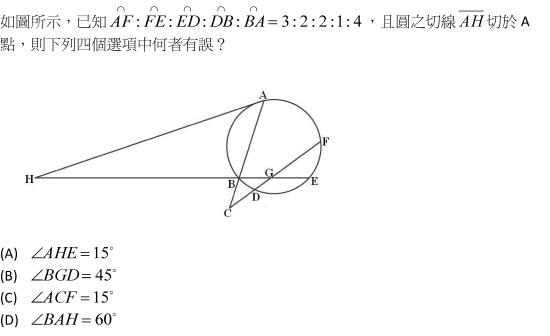 如圖所示，已知 AF：FE：ED：DB：BA＝3：2：2：1：4 ，且圓之切線 AH 切於 A
點，則下列四個選項中何者有誤？
A
F
H
B
G
E
D
C
(A) ∠AHE = 15°
(B) ∠BGD = 45°
(C) ∠ACF = 15°
(D) ∠BAH = 60°